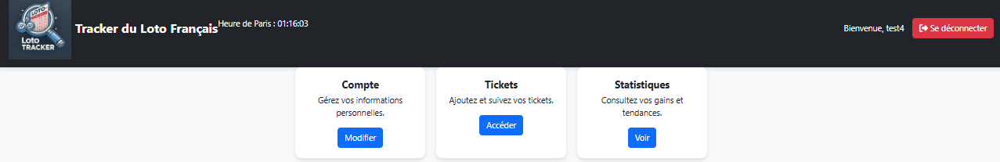 LOTO
Loto
TRACKER
Tracker du Loto Français
Heure de Paris : 01:16:03
Bienvenue, test4
Se déconnecter
Compte
Gérez vos informations
personnelles.
Modifier
Tickets
Ajoutez et suivez vos tickets.
Accéder
Statistiques
Consultez vos gains et
tendances.
Voir